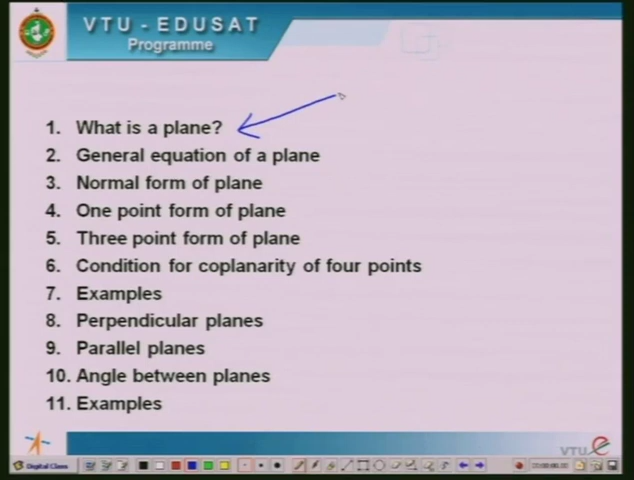 VTU - EDUSAT
Programme
1. What is a plane?
2. General equation of a plane
3. Normal form of plane
4. One point form of plane
5. Three point form of plane
6. Condition for coplanarity of four points
7. Examples
8. Perpendicular planes
9. Parallel planes
10. Angle between planes
11. Examples
VTU e
Digital Class